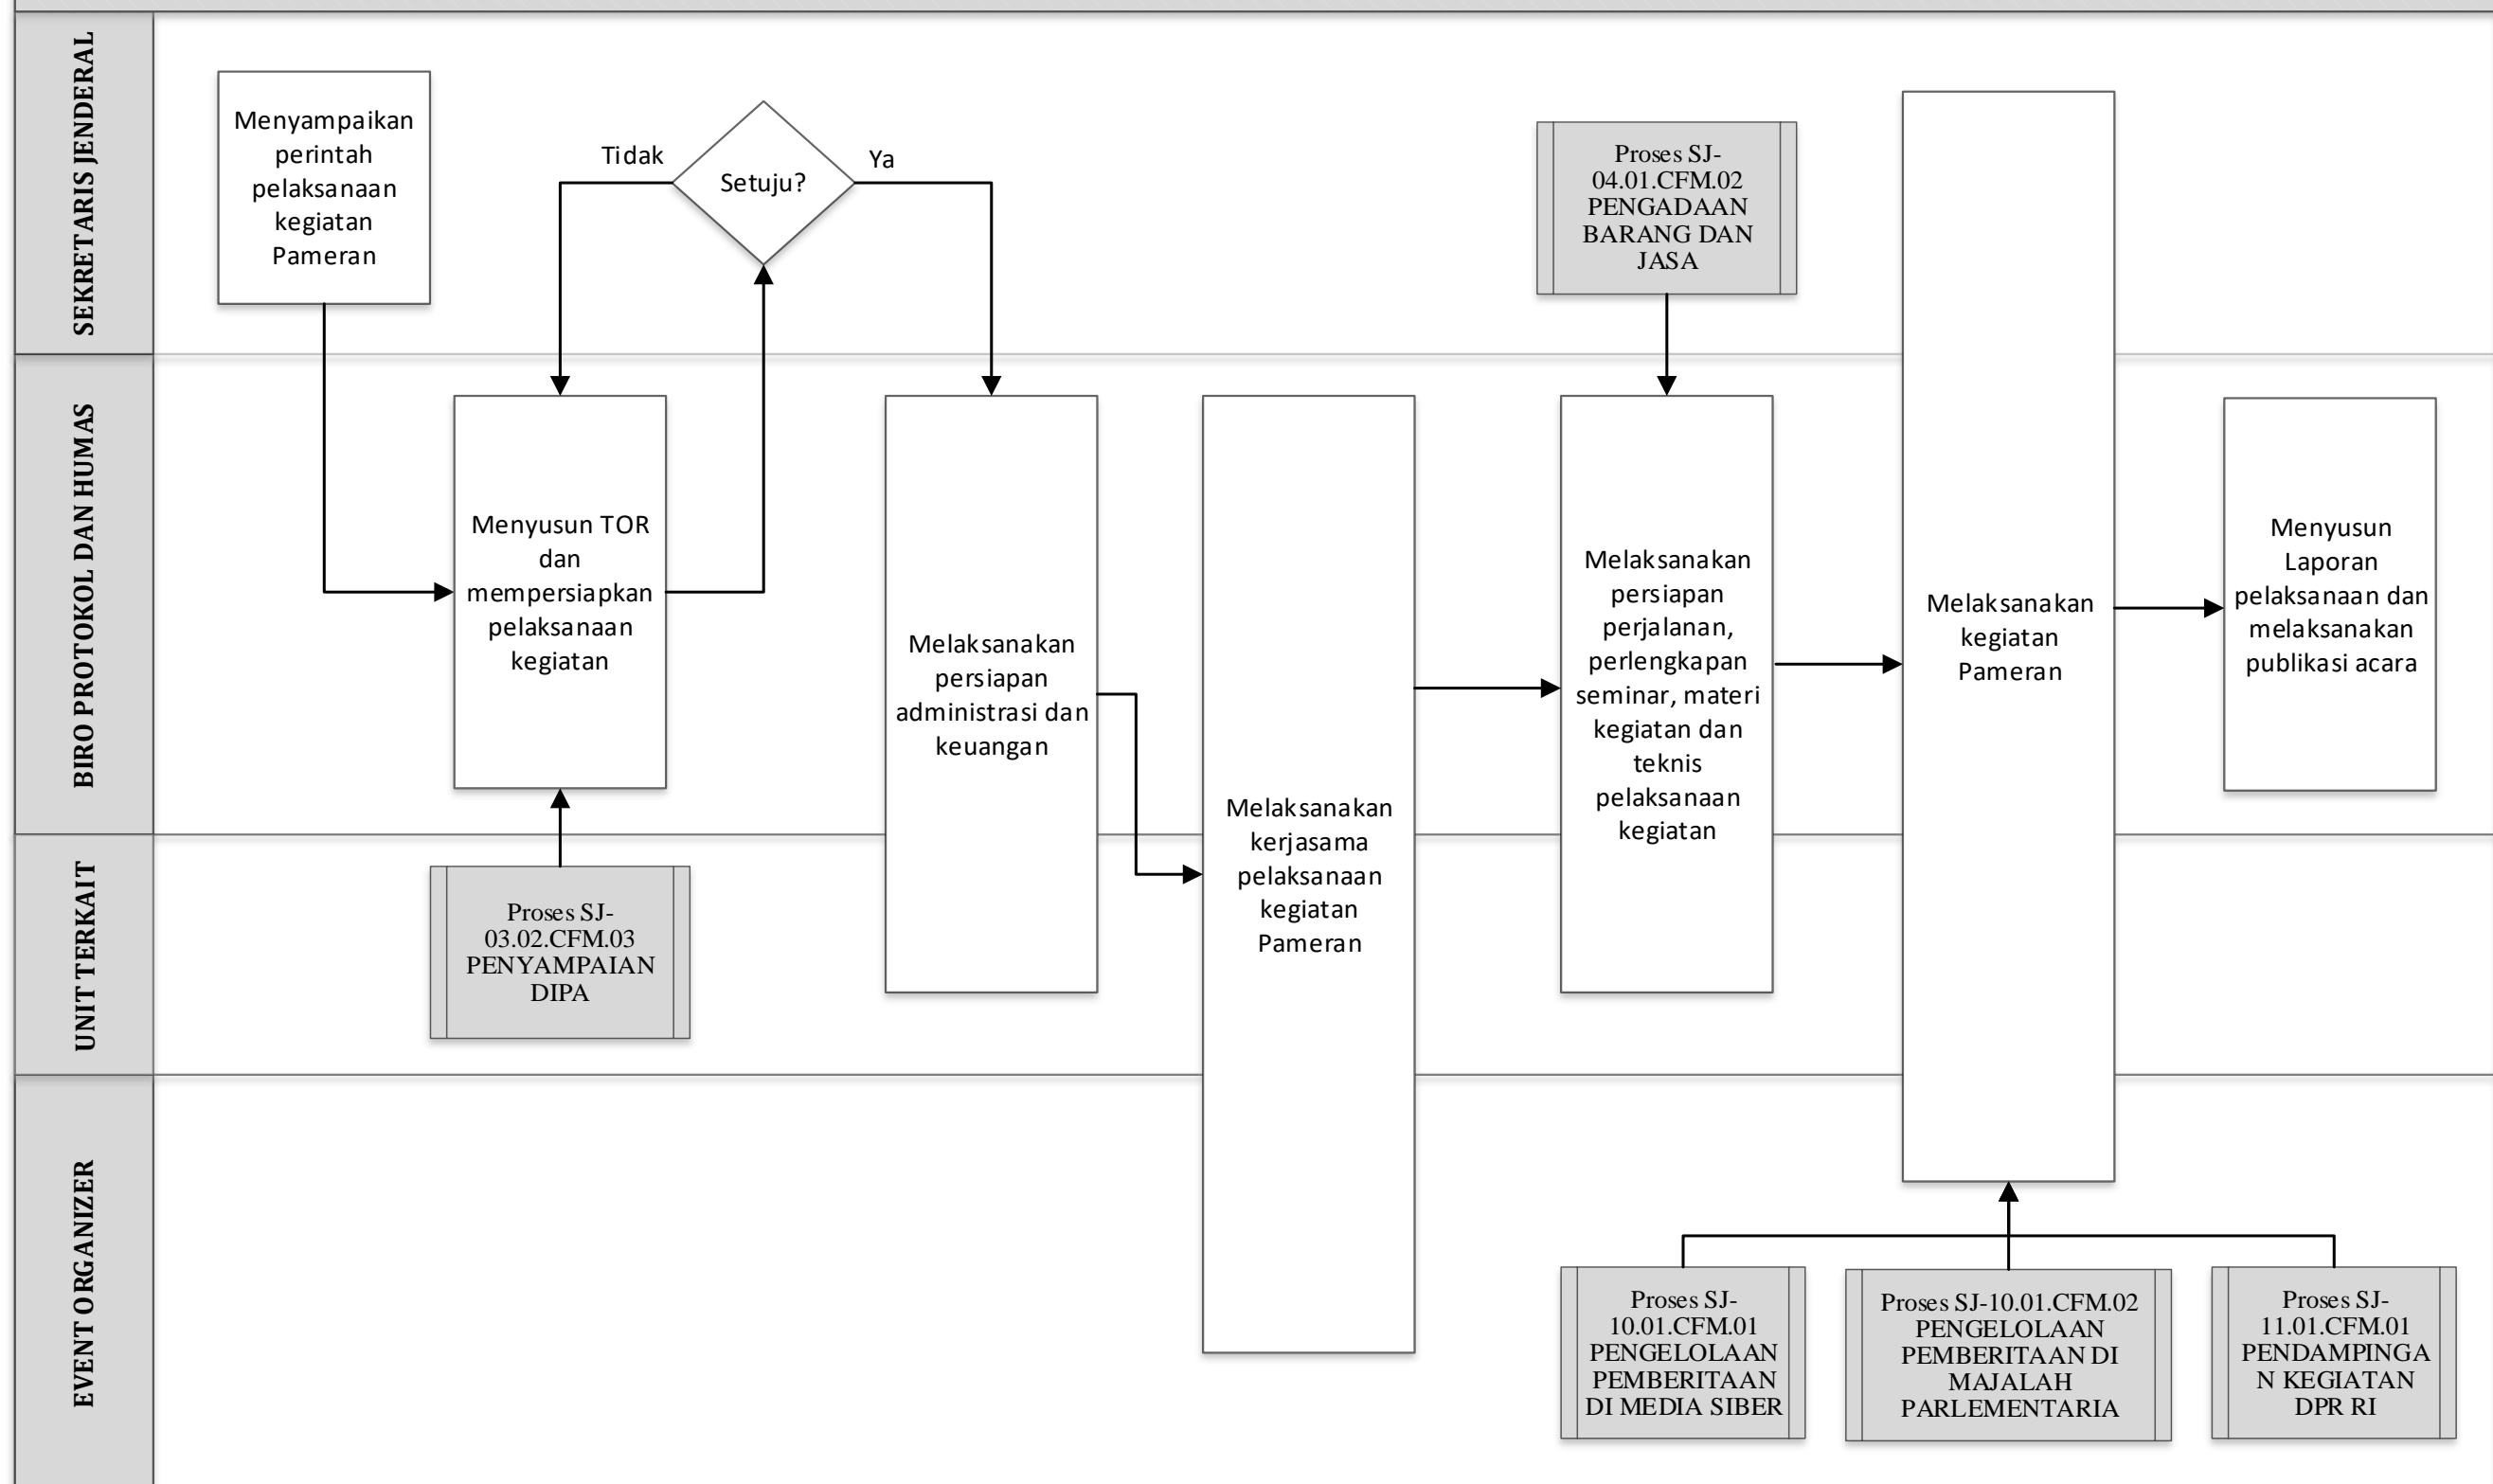 SEKRETARIS JENDERAL
Menyampaikan
perintah
pelaksanaan
kegiatan
Pameran
Tidak
Setuju?
Ya
Proses SJ-
04.01.CFM.02
PENGADAAN
BARANG DAN
JASA
BIRO PROTOKOL DAN HUMAS
Menyusun TOR
dan
mempersiapkan
pelaksanaan
kegiatan
Melaksanakan
persiapan
administrasi dan
keuangan
Melaksanakan
kerjasama
pelaksanaan
kegiatan
Pameran
Melaksanakan
persiapan
perjalanan,
perlengkapan
seminar, materi
kegiatan dan
teknis
pelaksanaan
kegiatan
Melaksanakan
kegiatan
Pameran
Menyusun
Laporan
pelaksanaan dan
melaksanakan
publikasi acara
UNIT TERKAIT
Proses SJ-
03.02.CFM.03
PENYAMPAIAN
DIPA
EVENT ORGANIZER
Proses SJ-
10.01.CFM.01
PENGELOLAAN
PEMBERITAAN
DI MEDIA SIBER
Proses SJ-10.01.CFM.02
PENGELOLAAN
PEMBERITAAN DI
MAJALAH
PARLEMENTARIA
Proses SJ-
11.01.CFM.01
PENDAMPINGA
N KEGIATAN
DPR RI